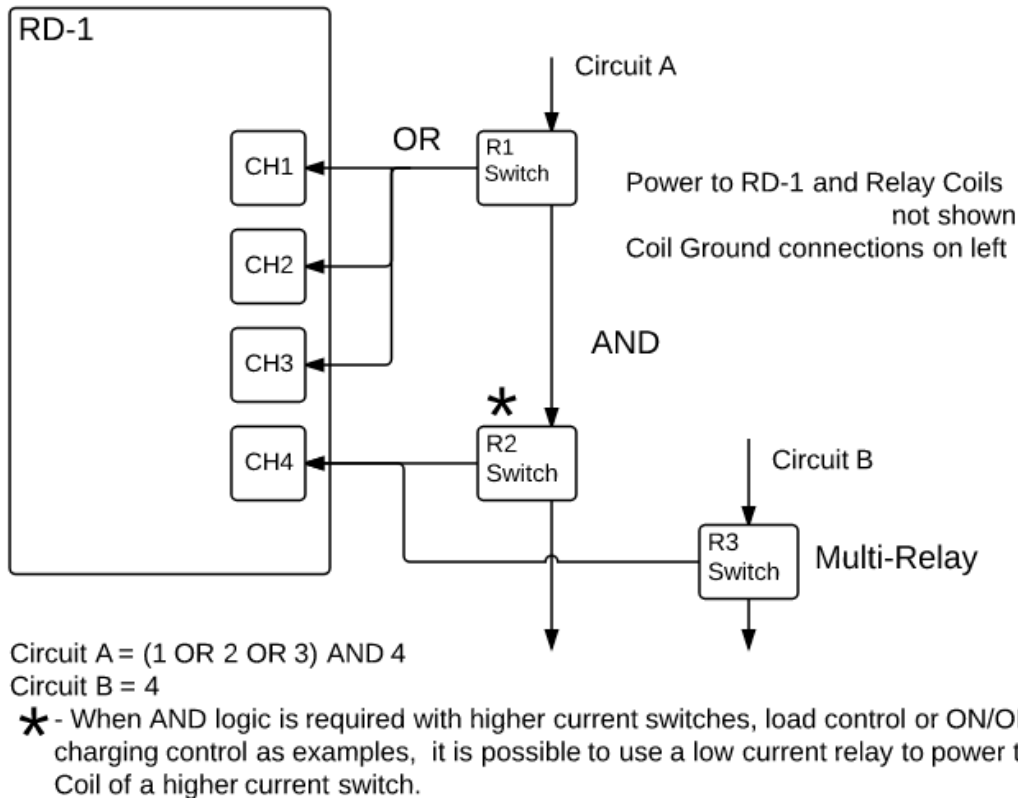 RD-1
Circuit A
OR
CH1
R1
Switch
Power to RD-1 and Relay Coils
not shown
Coil Ground connections on left
CH2
AND
CH3
*
CH4
R2
Switch
Circuit B
R3
Switch
Multi-Relay
Circuit A = (1 OR 2 OR 3) AND 4
Circuit B = 4
* - When AND logic is required with higher current switches, load control or
charging control as examples, it is possible to use a low current relay to power
Coil of a higher current switch.